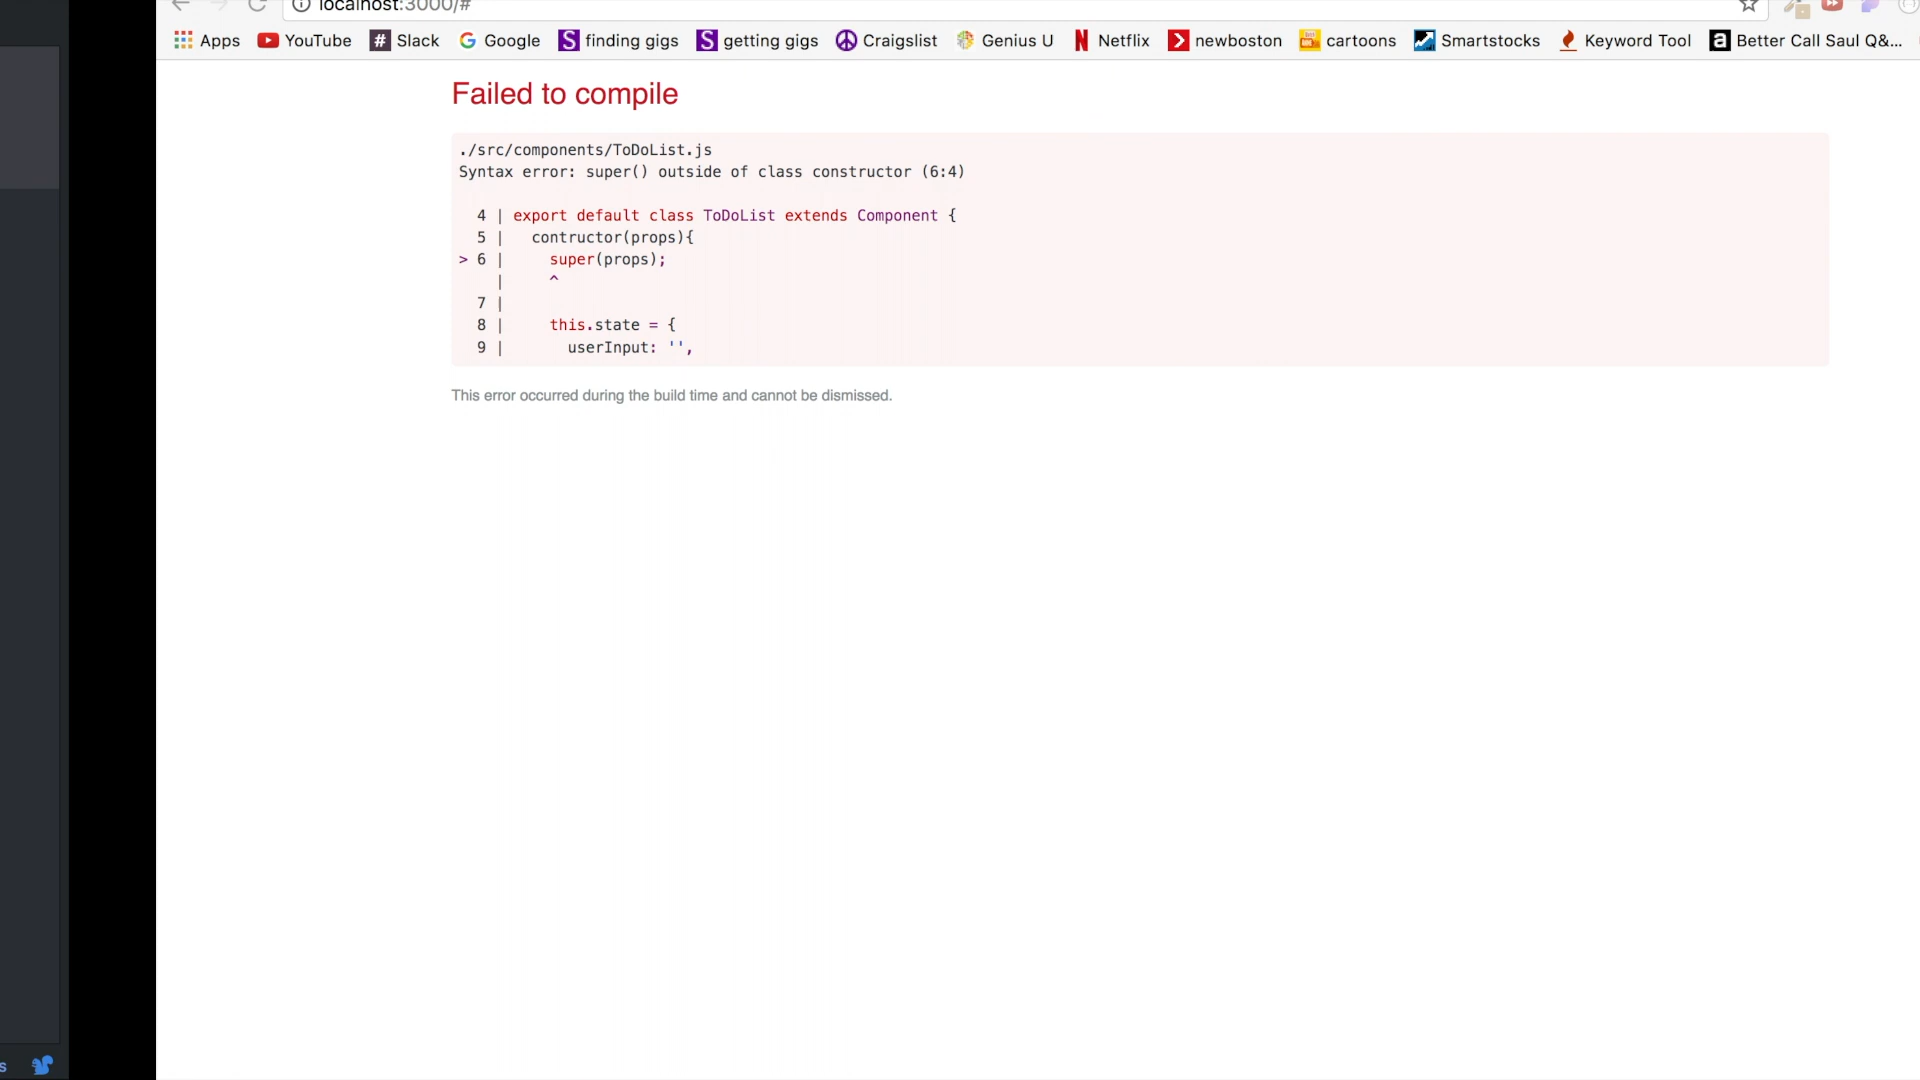 localhost:3000/#
Apps YouTube Slack Google finding gigs getting gigs Craigslist Genius U Netflix newboston cartoons Smartstocks Keyword Tool Better Call Saul Q&...
Failed to compile
./src/components/ToDoList.js
Syntax error: super() outside of class constructor (6:4)
4 | export default class ToDoList extends Component {
5 |   contructor(props){
> 6 |     super(props);
|     ^
7 |
8 |     this.state = {
9 |       userInput: '',
This error occurred during the build time and cannot be dismissed.
s